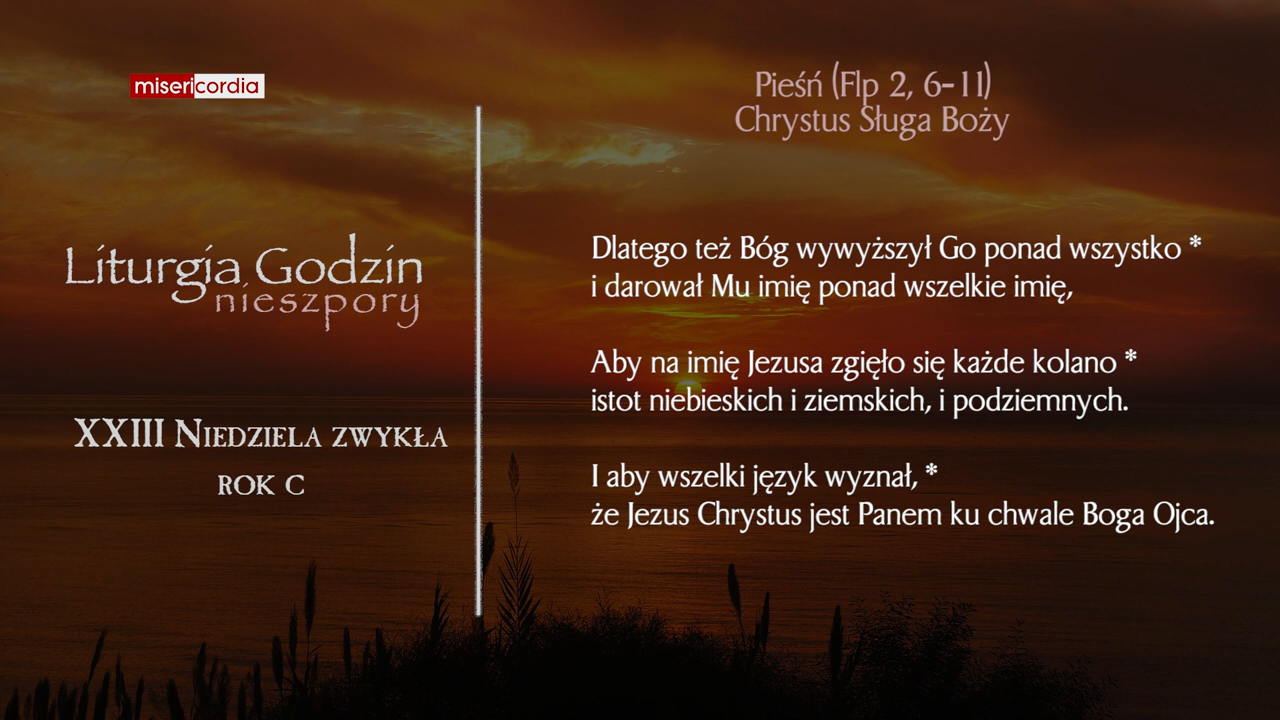 misericordia
Liturgia Godzin
nieszpory
XXIII Niedziela zwykła
rok C
Pieśń (Flp 2, 6-11)
Chrystus Sługa Boży
Dlatego też Bóg wywyższył Go ponad wszystko *
i darował Mu imię ponad wszelkie imię,
Aby na imię Jezusa zgięło się każde kolano *
istot niebieskich i ziemskich, i podziemnych.
I aby wszelki język wyznał, *
że Jezus Chrystus jest Panem ku chwale Boga Ojca.